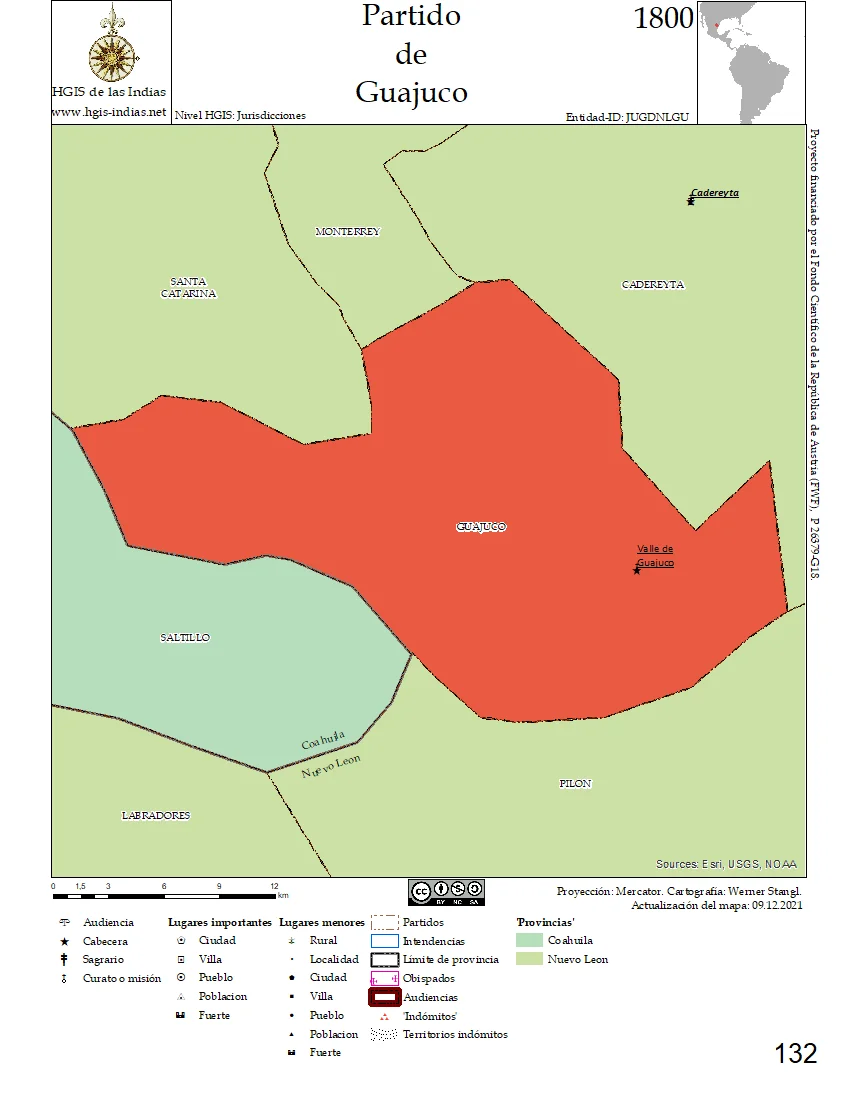 Partido
de
Guajuco
1800
HGIS de las Indias
www.hgis-indias.net
Nivel HGIS: Jurisdicciones
Entidad-ID: JUGDNLGU
Proyecto financiado por el Fondo Científico de la República de Austria (FWF), P 26379-G18.
Cadereyta
MONTERREY
SANTA
CATARINA
CADEREYTA
GUAJUCO
Valle de
Guajuco
SALTILLO
Coahuila
Nuevo Leon
PILON
LABRADORES
Sources: Esri, USGS, NOAA
0 1,5 3 6 9 12
km
CC BY NC SA
Proyección: Mercator. Cartografía: Werner Stangl.
Actualización del mapa: 09.12.2021
Audiencia
Cabecera
Sagrario
Curato o misión
Lugares importantes
Ciudad
Villa
Pueblo
Poblacion
Fuerte
Lugares menores
Rural
Localidad
Ciudad
Villa
Pueblo
Poblacion
Fuerte
Partidos
Intendencias
Límite de provincia
Obispados
Audiencias
'Indómitos'
Territorios indómitos
'Provincias'
Coahuila
Nuevo Leon
132